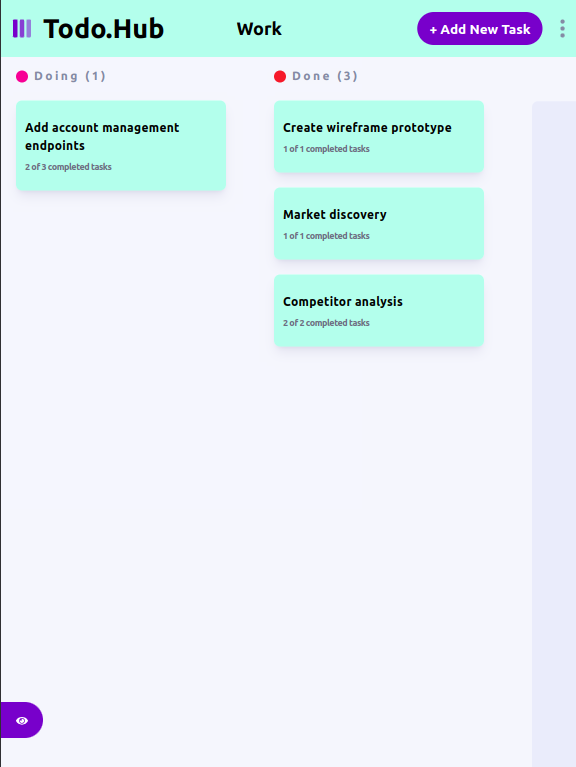 Todo.Hub
Work
+ Add New Task
Doing (1)
Add account management
endpoints
2 of 3 completed tasks
Done (3)
Create wireframe prototype
1 of 1 completed tasks
Market discovery
1 of 1 completed tasks
Competitor analysis
2 of 2 completed tasks